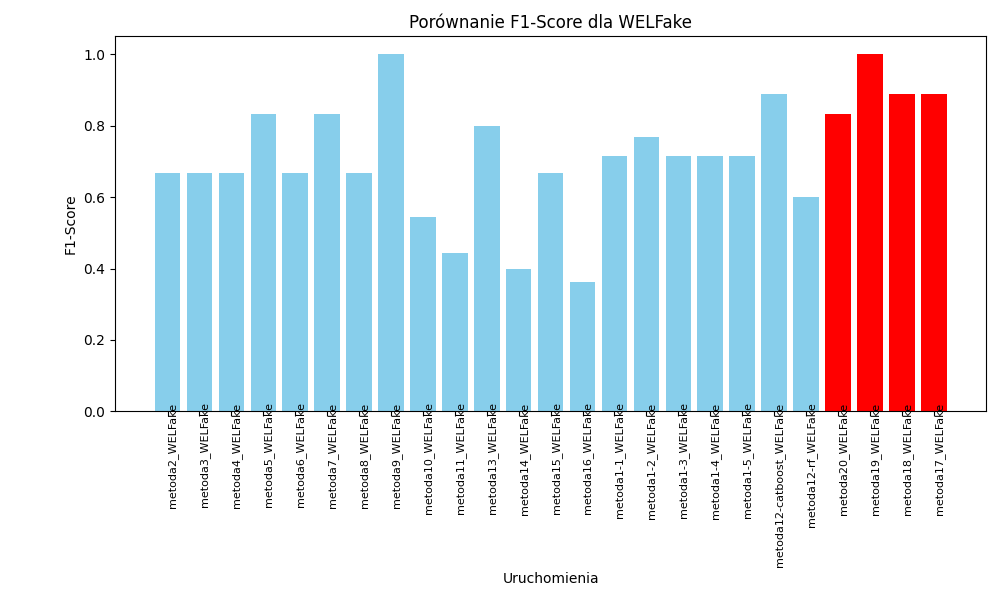 Porównanie F1-Score dla WELFake
F1-Score
1.0
0.8
0.6
0.4
0.2
0.0
metoda2_WELFake
metoda3_WELFake
metoda4_WELFake
metoda5_WELFake
metoda6_WELFake
metoda7_WELFake
metoda8_WELFake
metoda9_WELFake
metoda10_WELFake
metoda11_WELFake
metoda13_WELFake
metoda14_WELFake
metoda15_WELFake
metoda16_WELFake
metoda1-1_WELFake
metoda1-2_WELFake
metoda1-3_WELFake
metoda1-4_WELFake
metoda1-5_WELFake
metoda12-catboost_WELFake
metoda12-rf_WELFake
metoda20_WELFake
metoda19_WELFake
metoda18_WELFake
metoda17_WELFake
Uruchomienia